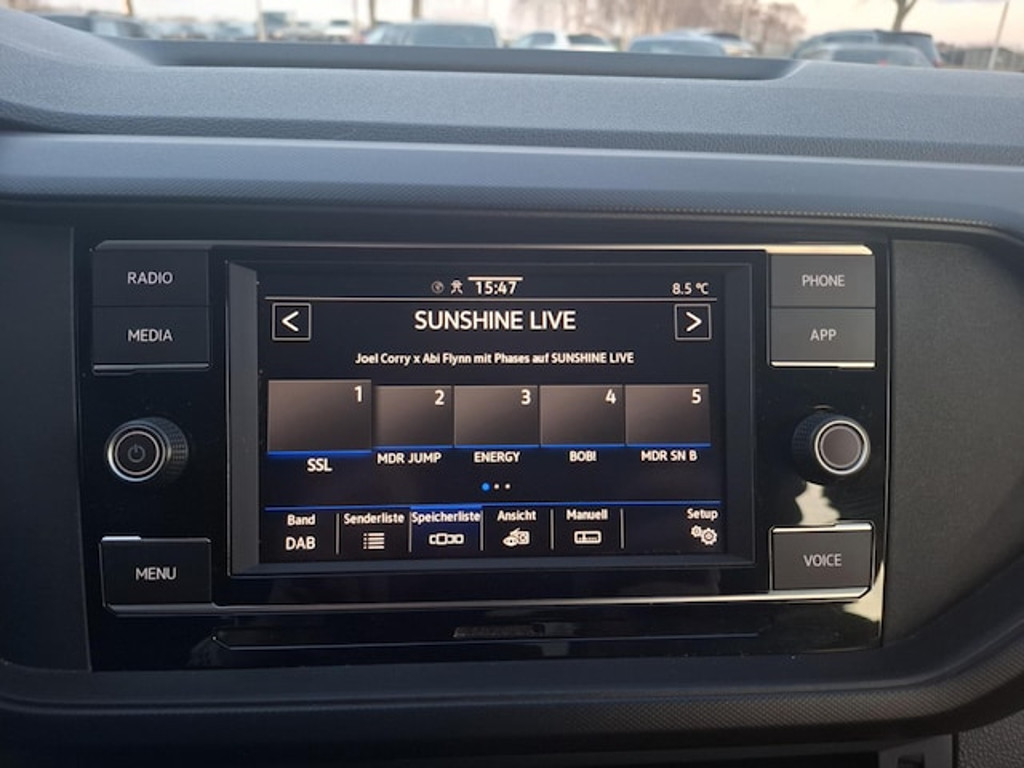 RADIO
MEDIA
MENU
PHONE
APP
VOICE
15:47
8.5 °C
< SUNSHINE LIVE >
Joel Corry x Abi Flynn mit Phases auf SUNSHINE LIVE
1 2 3 4 5
SSL MDR JUMP ENERGY BOB! MDR SN B
Band Senderliste Speicherliste Ansicht Manuell Setup
DAB